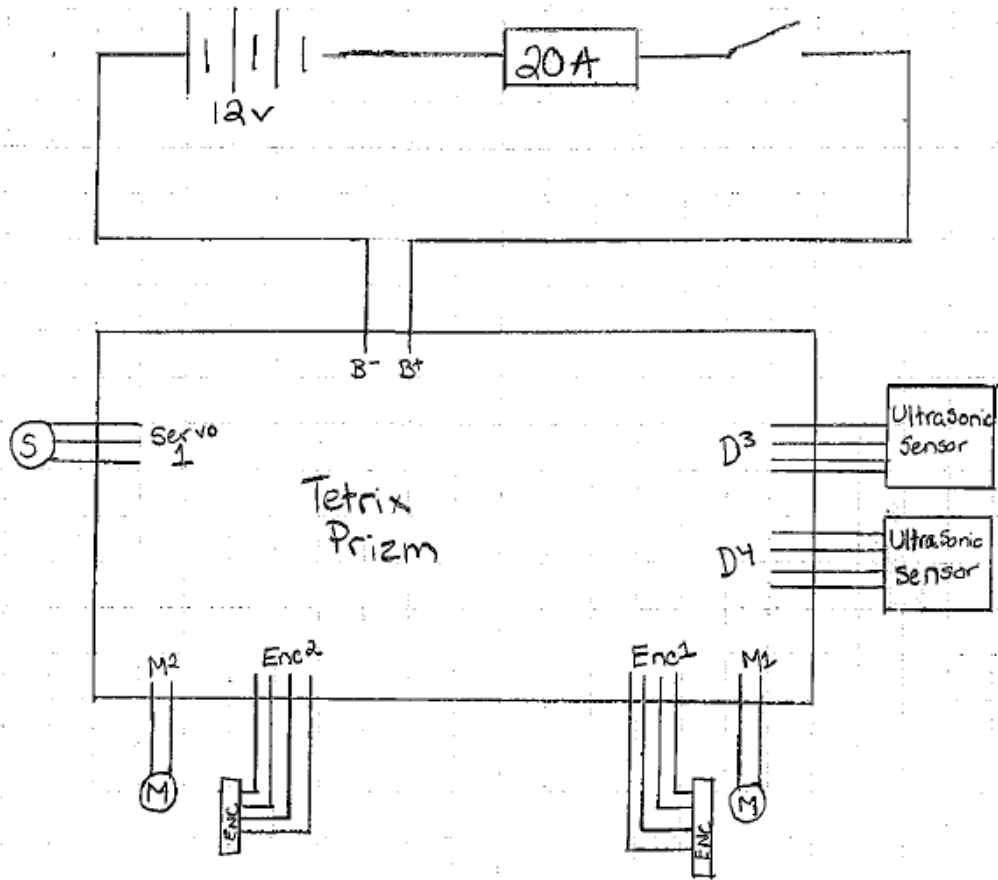 20A
12v
B- B+
Servo
1
S
Ultrasonic
Sensor
D3
Tetrix
Prizm
Ultrasonic
Sensor
D4
M2
Enc2
Enc1
M1
M
ENC
ENC
M